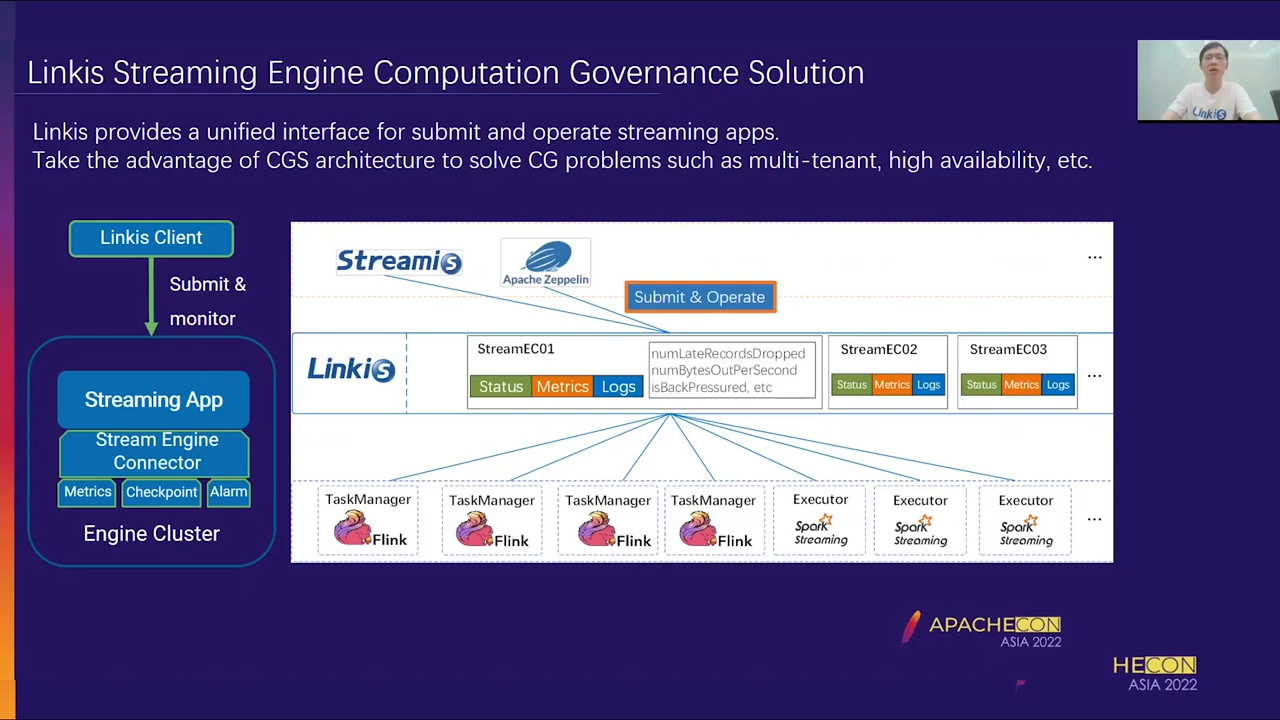 Linkis Streaming Engine Computation Governance Solution
Linkis provides a unified interface for submit and operate streaming apps.
Take the advantage of CGS architecture to solve CG problems such as multi-tenant, high availability, etc.
Linkis
Linkis Client
Submit &
monitor
Streaming App
Stream Engine
Connector
Metrics Checkpoint Alarm
Engine Cluster
Streamis
Apache Zeppelin
...
Submit & Operate
Linkis
StreamEC01
Status Metrics Logs
numLateRecordsDropped
numBytesOutPerSecond
isBackPressured, etc
StreamEC02
Status Metrics Logs
StreamEC03
Status Metrics Logs
...
TaskManager
Flink
TaskManager
Flink
TaskManager
Flink
TaskManager
Flink
Executor
Spark
Streaming
Executor
Spark
Streaming
Executor
Spark
Streaming
...
APACHECON
ASIA 2022
HECON
ASIA 2022